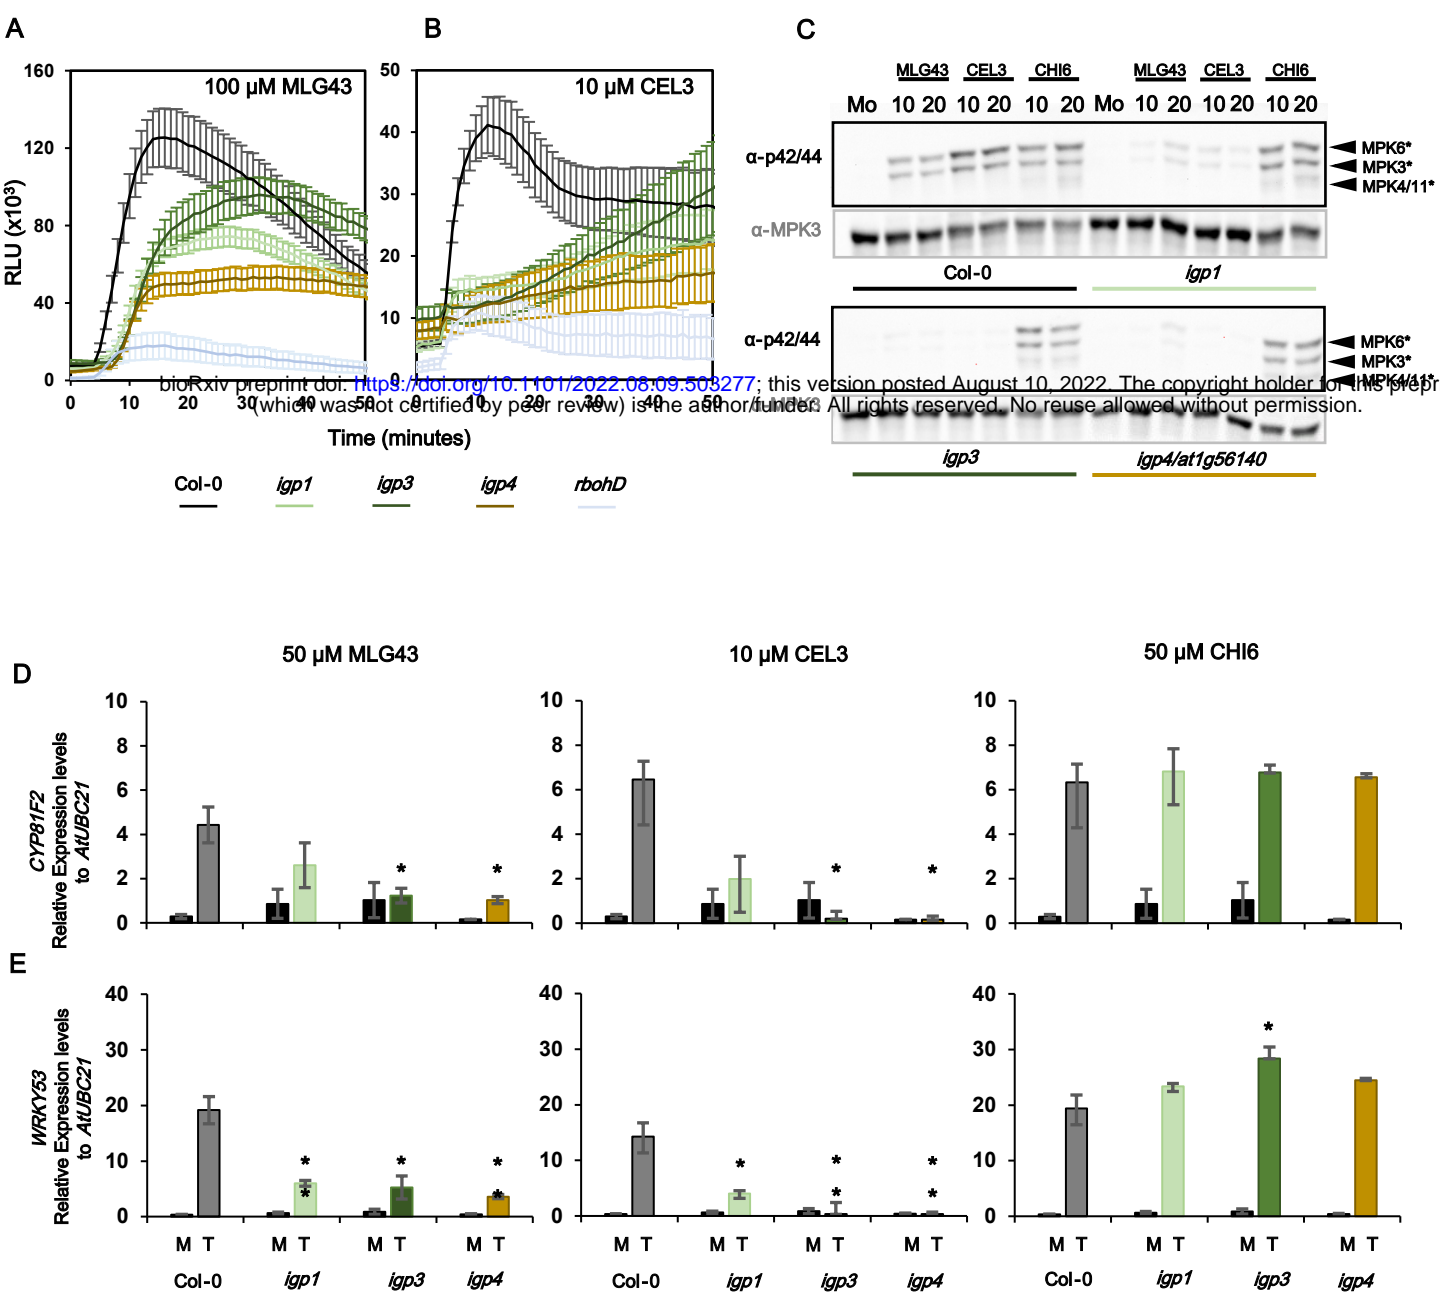 A
B
C
160
120
80
40
0
RLU (x10³)
100 µM MLG43
0 10 20 30 40 50
50
40
30
20
10
0
10 µM CEL3
0 10 20 30 40 50
Time (minutes)
Col-0 igp1 igp3 igp4 rbohD
MLG43 CEL3 CHI6 MLG43 CEL3 CHI6
Mo 10 20 10 20 10 20 Mo 10 20 10 20 10 20
α-p42/44
MPK6*
MPK3*
MPK4/11*
α-MPK3
Col-0 igp1
α-p42/44
MPK6*
MPK3*
MPK4/11*
α-MPK3
igp3 igp4/at1g56140
bioRxiv preprint doi: https://doi.org/10.1101/2022.08.09.503277; this version posted August 10, 2022. The copyright holder for this prepr
(which was not certified by peer review) is the author/funder. All rights reserved. No reuse allowed without permission.
50 µM MLG43 10 µM CEL3 50 µM CHI6
D
CYP81F2
Relative Expression levels
to AtUBC21
10 10 10
8 8 8
6 6 6
4 4 4
2 2 2
0 0 0
* * * *
E
WRKY53
Relative Expression levels
to AtUBC21
40 40 40
30 30 30
20 20 20
10 10 10
0 0 0
* * * * * * *
* * * *
M T M T M T M T M T M T M T M T M T M T M T M T
Col-0 igp1 igp3 igp4 Col-0 igp1 igp3 igp4 Col-0 igp1 igp3 igp4